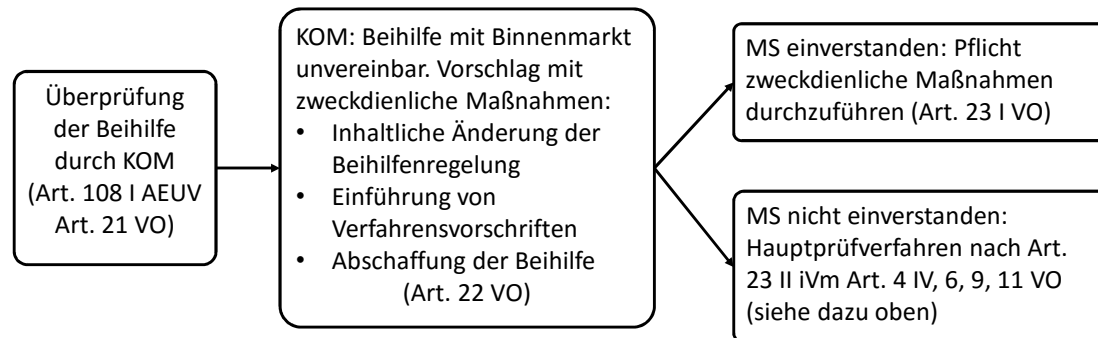 Überprüfung
der Beihilfe
durch KOM
(Art. 108 I AEUV
Art. 21 VO)
KOM: Beihilfe mit Binnenmarkt
unvereinbar. Vorschlag mit
zweckdienliche Maßnahmen:
• Inhaltliche Änderung der
Beihilfenregelung
• Einführung von
Verfahrensvorschriften
• Abschaffung der Beihilfe
(Art. 22 VO)
MS einverstanden: Pflicht
zweckdienliche Maßnahmen
durchzuführen (Art. 23 I VO)
MS nicht einverstanden:
Hauptprüfverfahren nach Art.
23 II iVm Art. 4 IV, 6, 9, 11 VO
(siehe dazu oben)